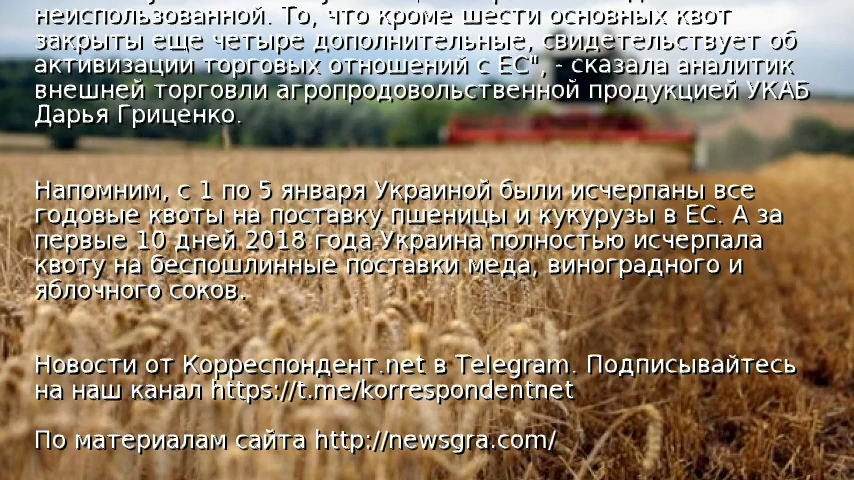 неиспользованной. То, что кроме шести основных квот
закрыты еще четыре дополнительные, свидетельствует об
активизации торговых отношений с ЕС", - сказала аналитик
внешней торговли агропродовольственной продукцией УКАБ
Дарья Гриценко.
Напомним, с 1 по 5 января Украиной были исчерпаны все
годовые квоты на поставку пшеницы и кукурузы в ЕС. А за
первые 10 дней 2018 года Украина полностью исчерпала
квоту на беспошлинные поставки меда, виноградного и
яблочного соков.
Новости от Корреспондент.net в Telegram. Подписывайтесь
на наш канал https://t.me/korrespondentnet
По материалам сайта http://newsgra.com/